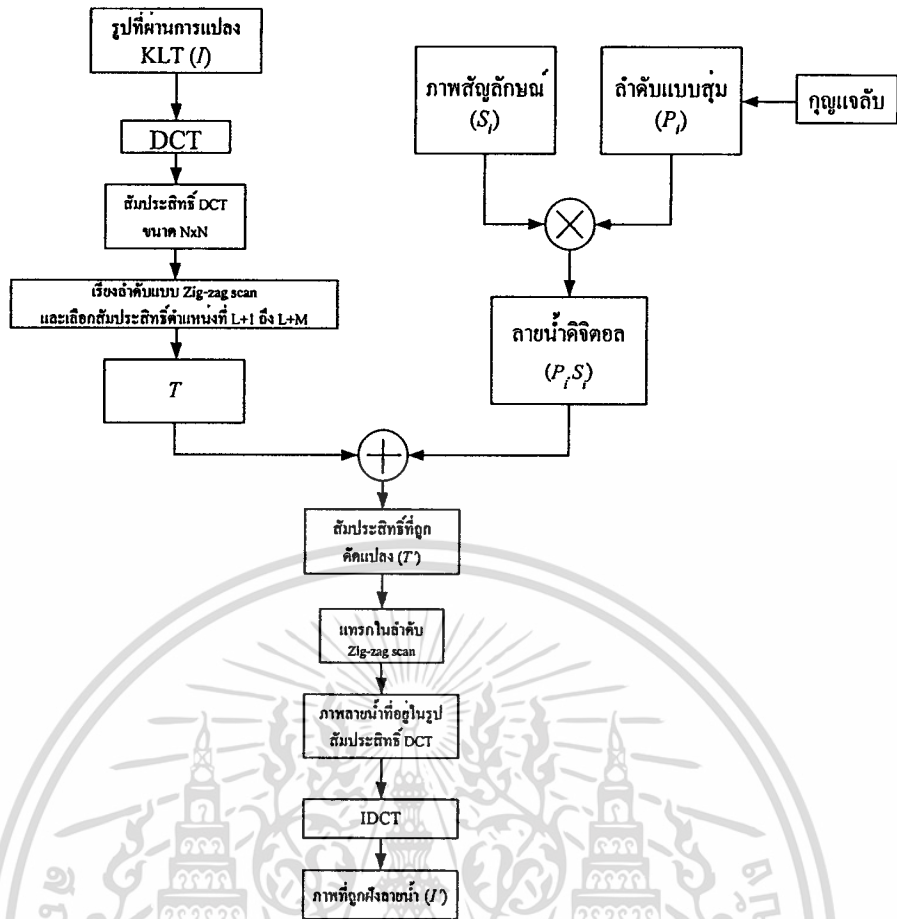 รูปที่ผ่านการแปลง
KLT (I)
DCT
สัมประสิทธิ์ DCT
ขนาด NxN
เรียงลำดับแบบ Zig-zag scan
และเลือกสัมประสิทธิ์ตำแหน่งที่ L+1 ถึง L+M
T
ภาพสัญลักษณ์
(Si)
ลำดับแบบสุ่ม
(Pi)
กุญแจลับ
ลายน้ำดิจิตอล
(Pi.Si)
สัมประสิทธิ์ที่ถูก
ดัดแปลง (T')
แทรกในลำดับ
Zig-zag scan
ภาพลายน้ำที่อยู่ในรูป
สัมประสิทธิ์ DCT
IDCT
ภาพที่ถูกฝังลายน้ำ (I')